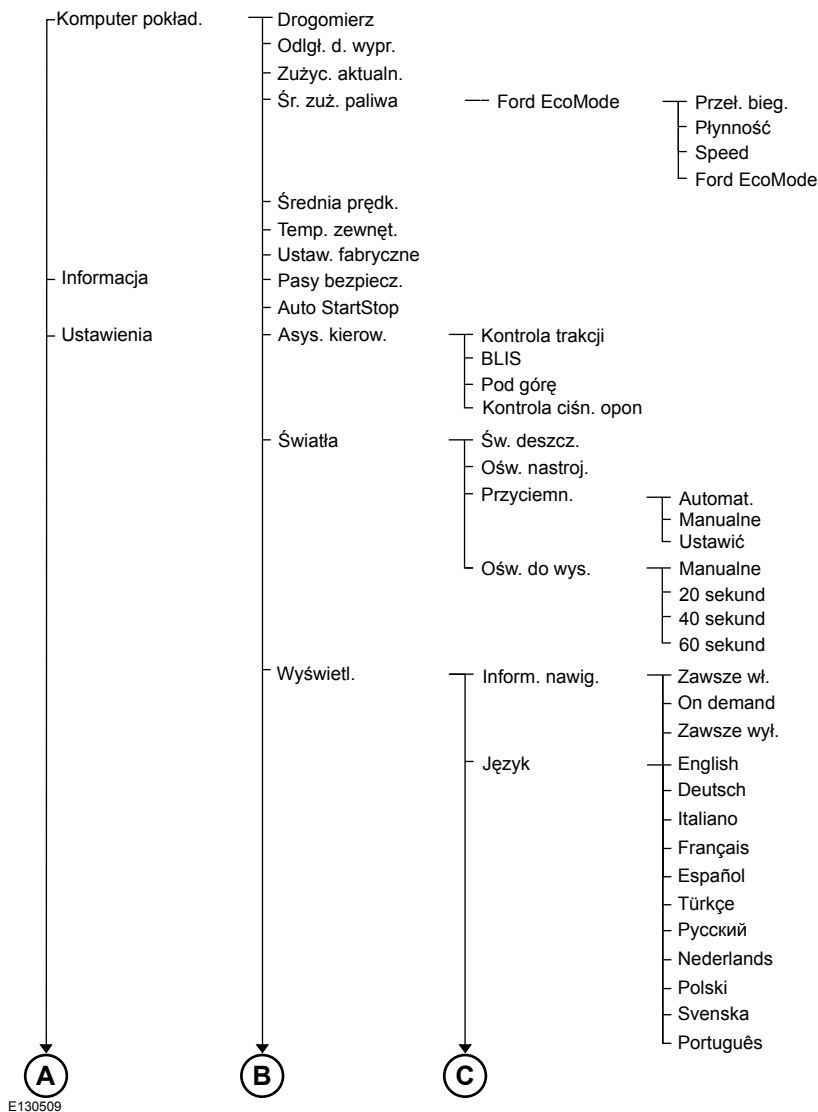 Komputer pokład. Drogomierz
Odlgł. d. wypr.
Zużyc. aktualn.
Śr. zuż. paliwa Ford EcoMode Przeł. bieg.
Płynność
Speed
Ford EcoMode
Średnia prędk.
Temp. zewnęt.
Ustaw. fabryczne
Informacja Pasy bezpiecz.
Auto StartStop
Ustawienia Asys. kierow. Kontrola trakcji
BLIS
Pod górę
Kontrola ciśn. opon
Światła Św. deszcz.
Ośw. nastroj.
Przyciemn. Automat.
Manualne
Ustawić
Ośw. do wys. Manualne
20 sekund
40 sekund
60 sekund
Wyświetl. Inform. nawig. Zawsze wł.
On demand
Zawsze wył.
Język English
Deutsch
Italiano
Français
Español
Türkçe
Русский
Nederlands
Polski
Svenska
Português
A B C
E130509